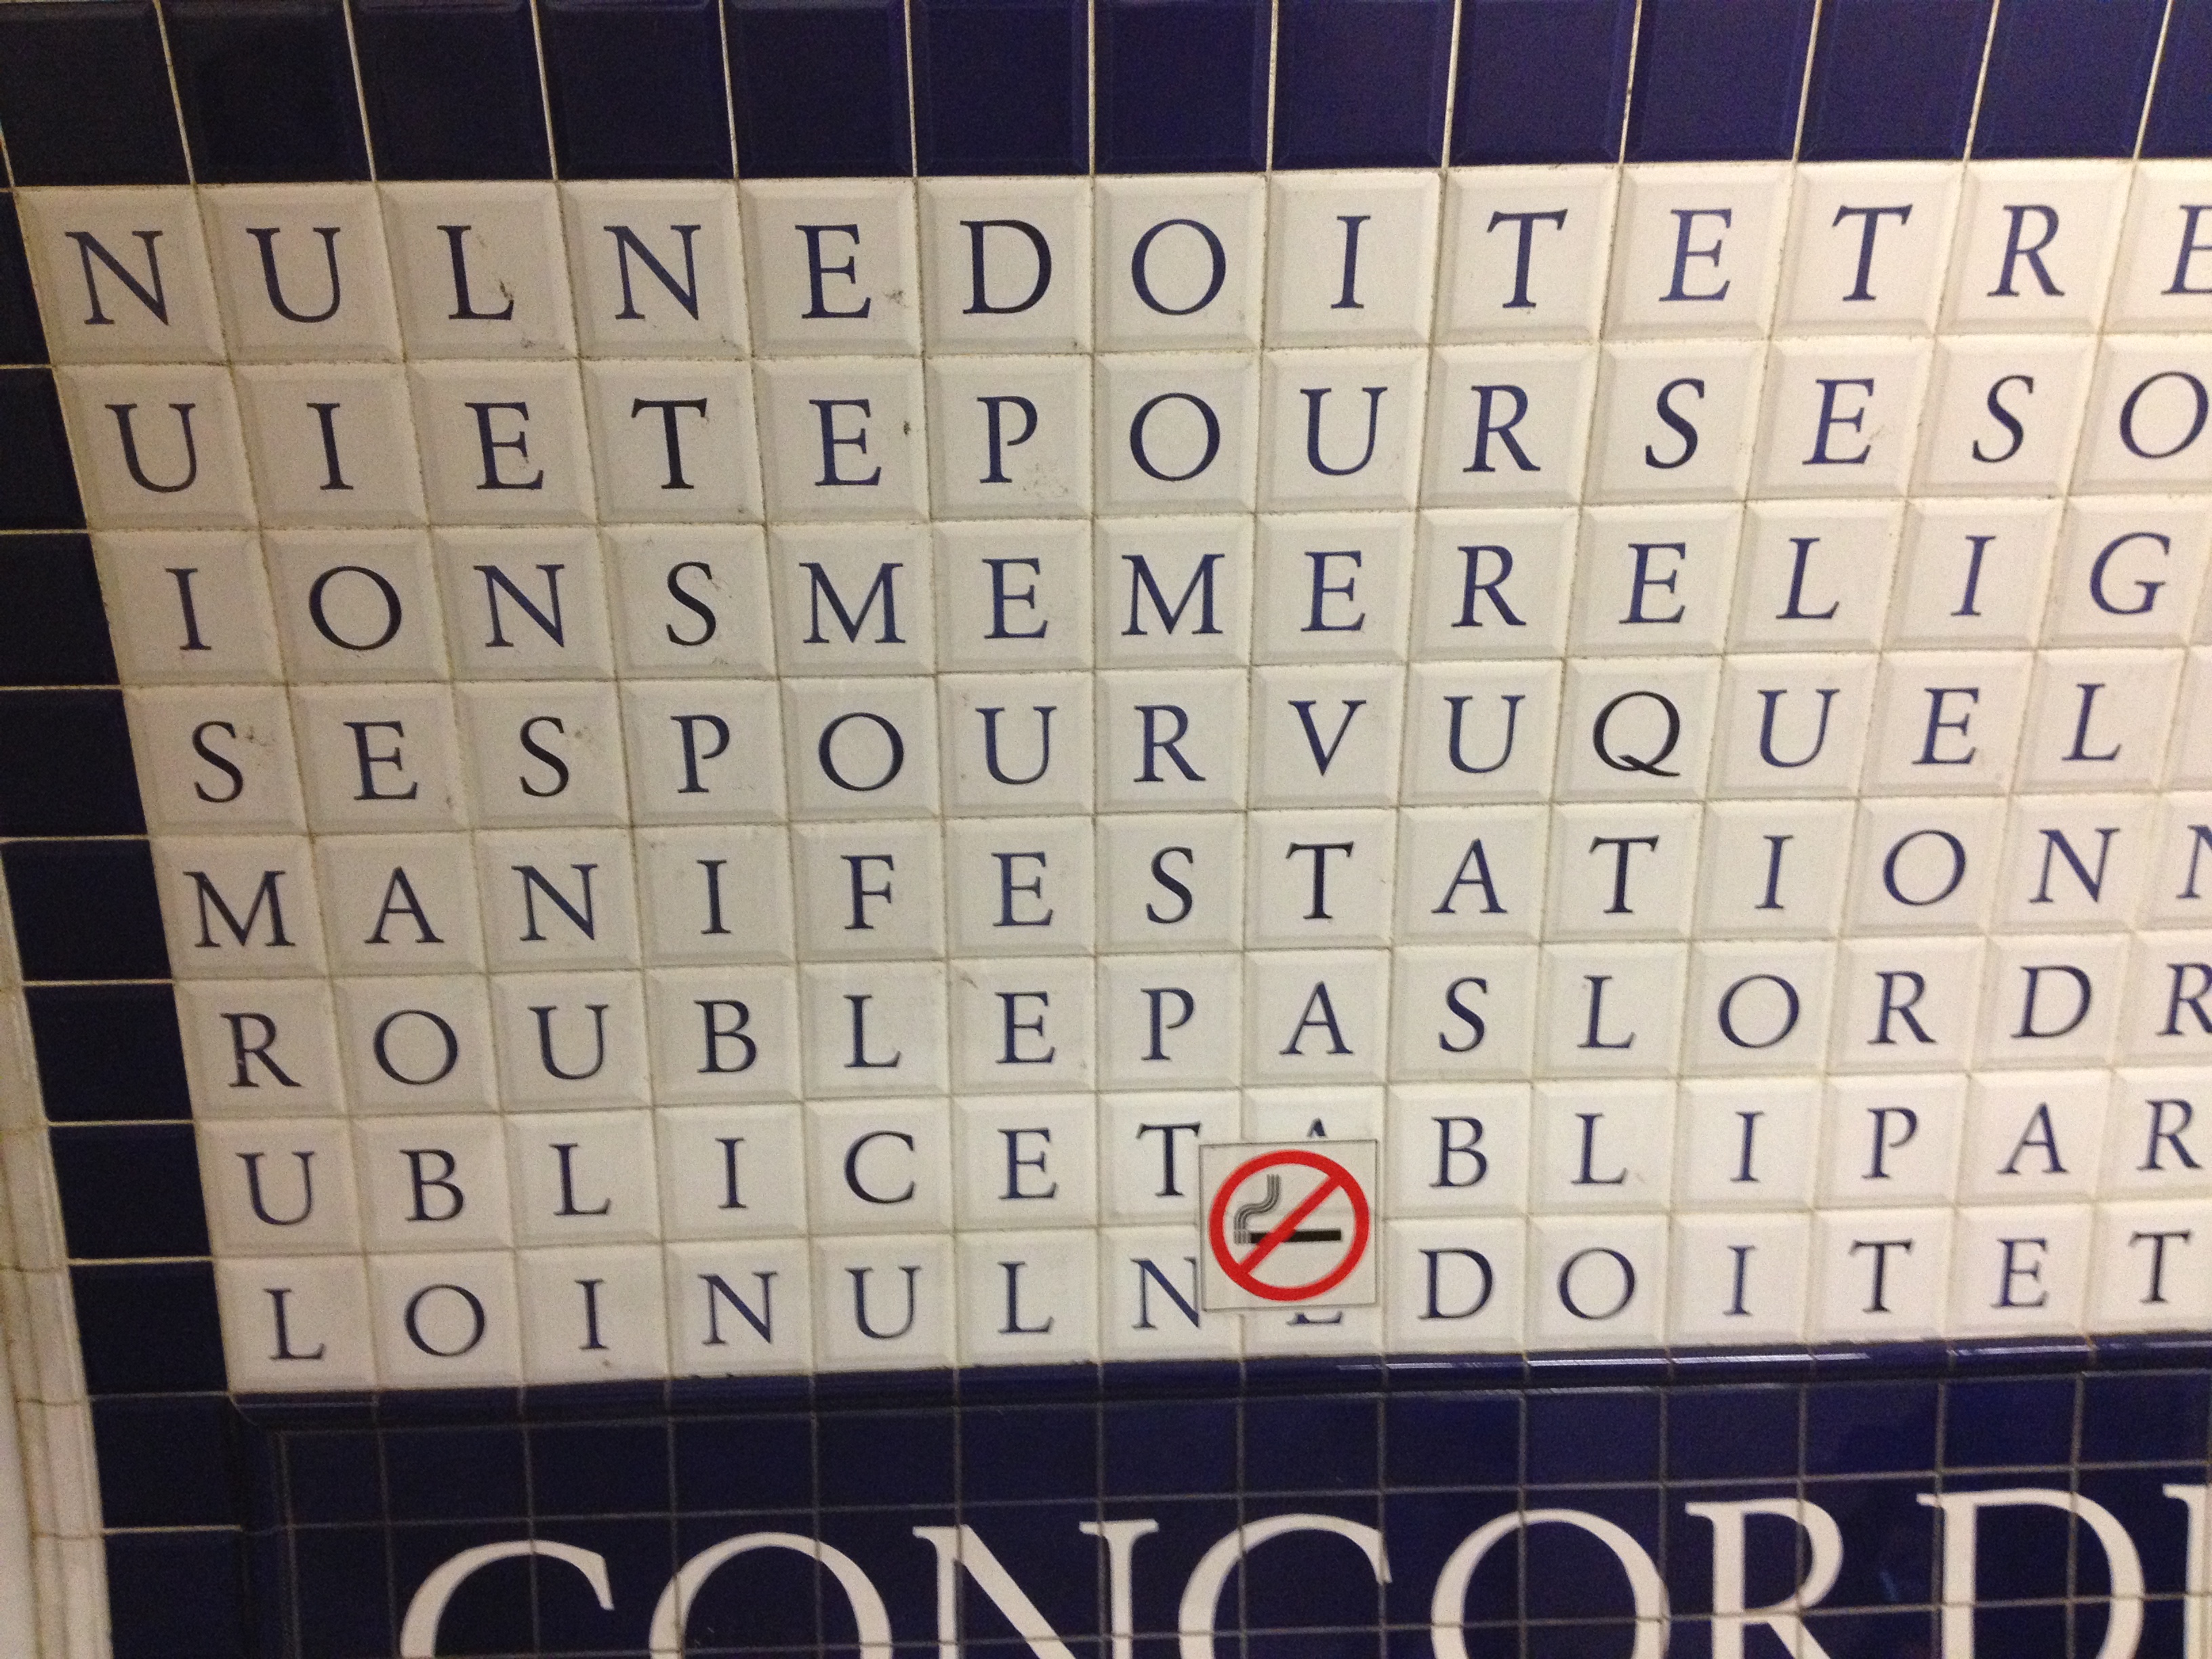 NULNEDOITETRE
UIETEPOURSESO
IONSMEMERELIG
SESPOURVUQUEL
MANIFESTATIONN
ROUBLEPASLORDR
UBLICETABLIPAR
LOINULNEDOITET
CONCORD